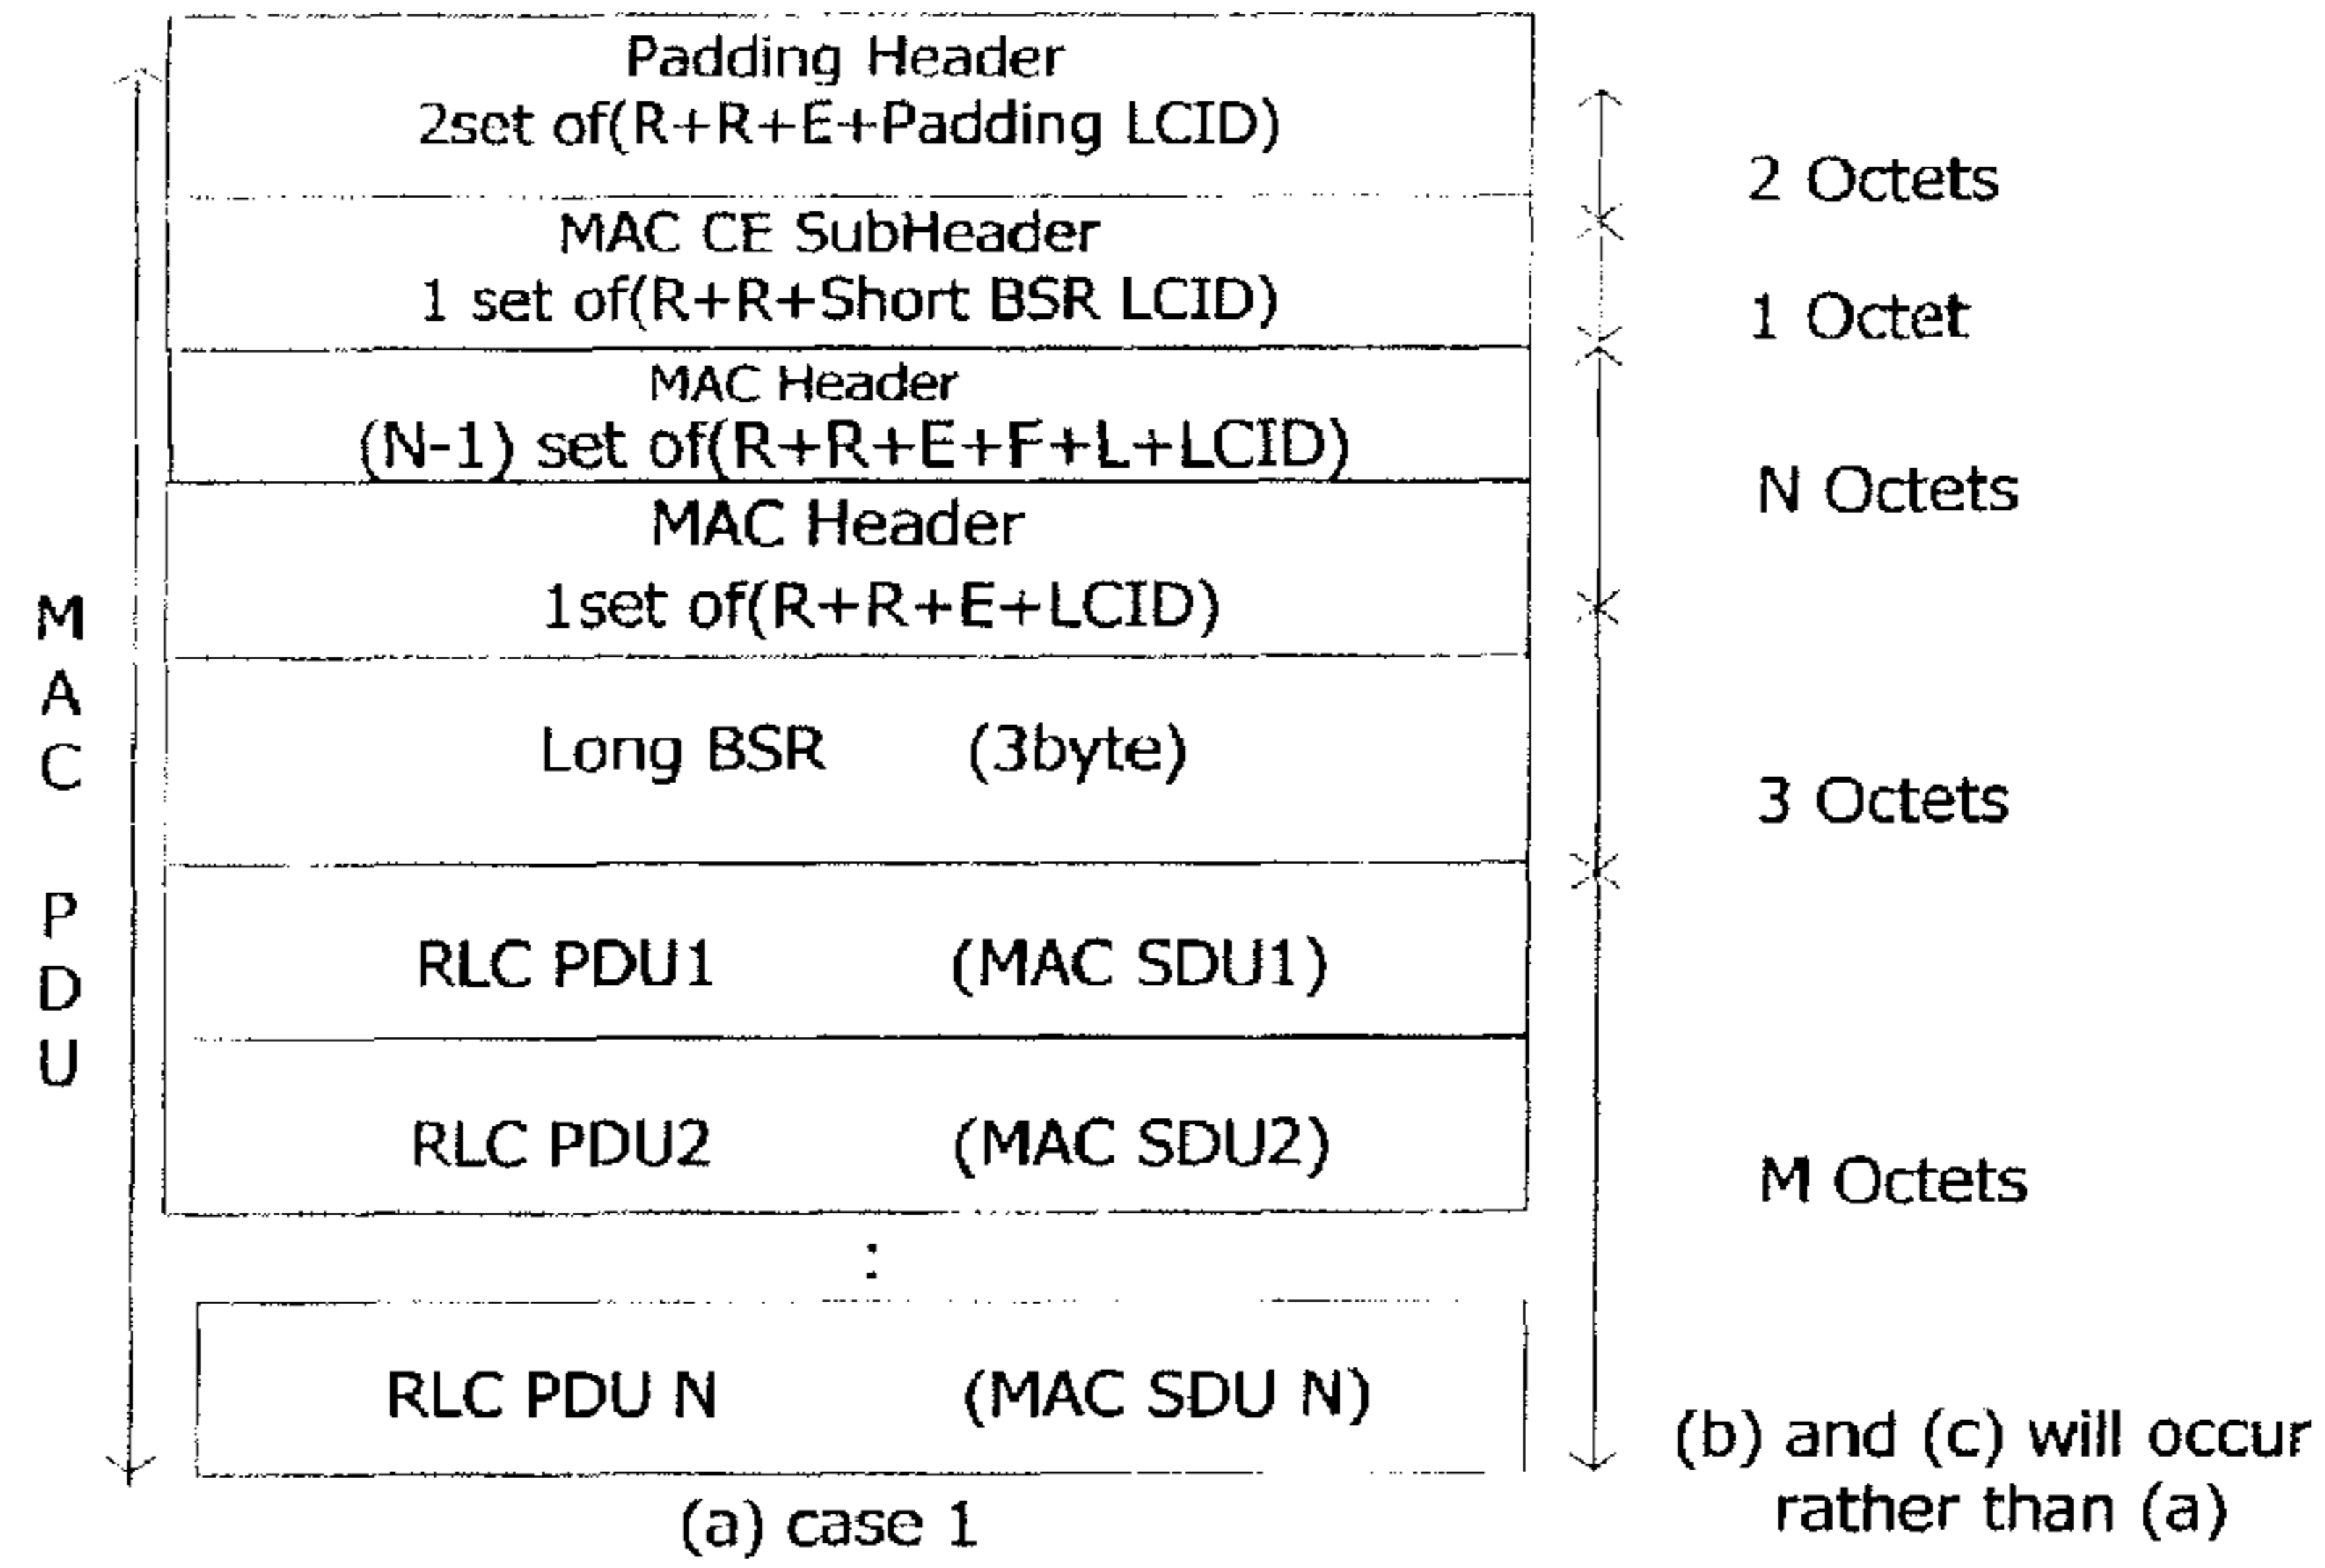 Padding Header
2set of(R+R+E+Padding LCID)
2 Octets
MAC CE SubHeader
1 set of(R+R+Short BSR LCID)
1 Octet
MAC Header
(N-1) set of(R+R+E+F+L+LCID)
N Octets
MAC Header
1set of(R+R+E+LCID)
MAC PDU
Long BSR (3byte)
3 Octets
RLC PDU1 (MAC SDU1)
RLC PDU2 (MAC SDU2)
M Octets
:
RLC PDU N (MAC SDU N)
(b) and (c) will occur
rather than (a)
(a) case 1